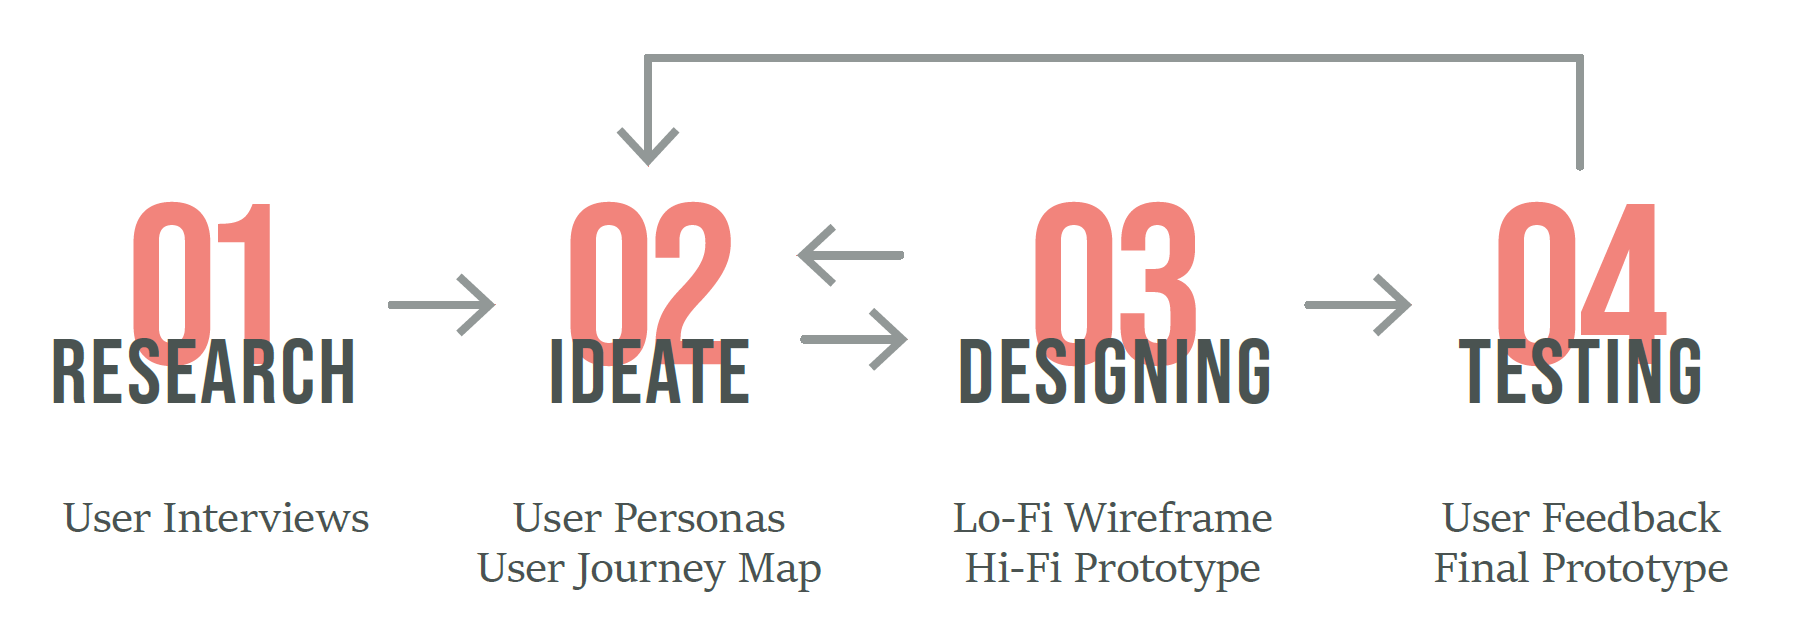 01
RESEARCH
User Interviews
02
IDEATE
User Personas
User Journey Map
03
DESIGNING
Lo-Fi Wireframe
Hi-Fi Prototype
04
TESTING
User Feedback
Final Prototype